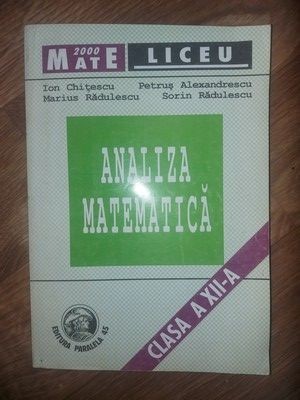 2000
MATE LICEU
Ion Chiţescu Petruş Alexandrescu
Marius Rădulescu Sorin Rădulescu
ANALIZA
MATEMATICĂ
CLASA A XII-A
EDITURA PARALELA 45